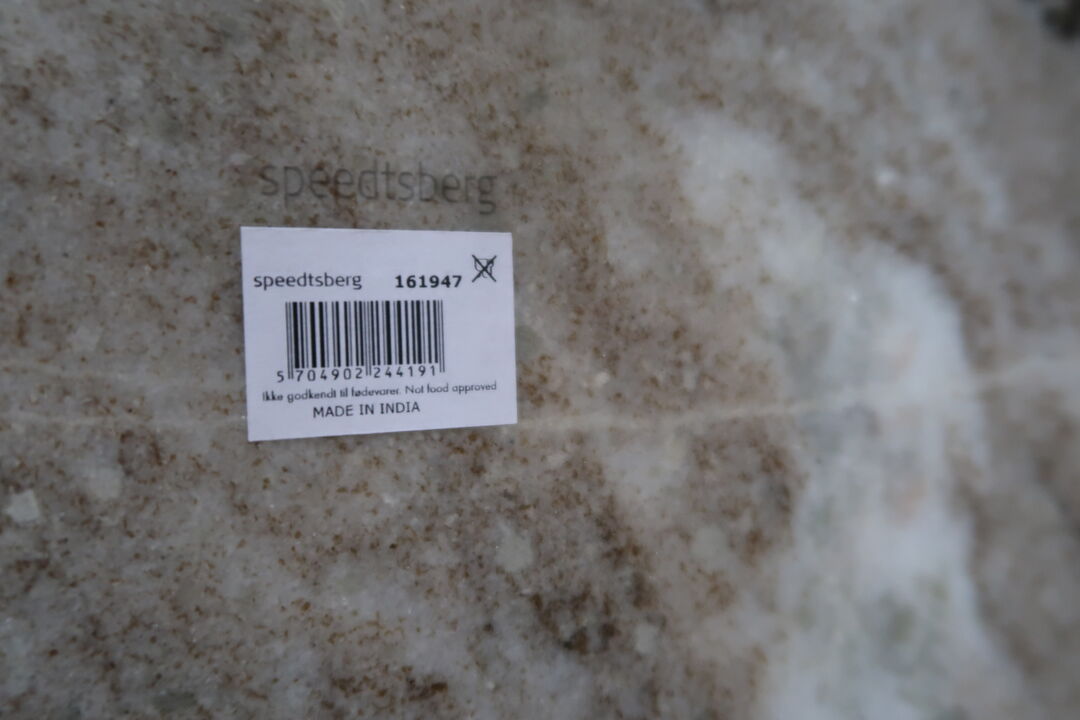 speedtsberg
speedtsberg 161947
5 704902 244191
Ikke godkendt til fødevarer. Not food approved
MADE IN INDIA